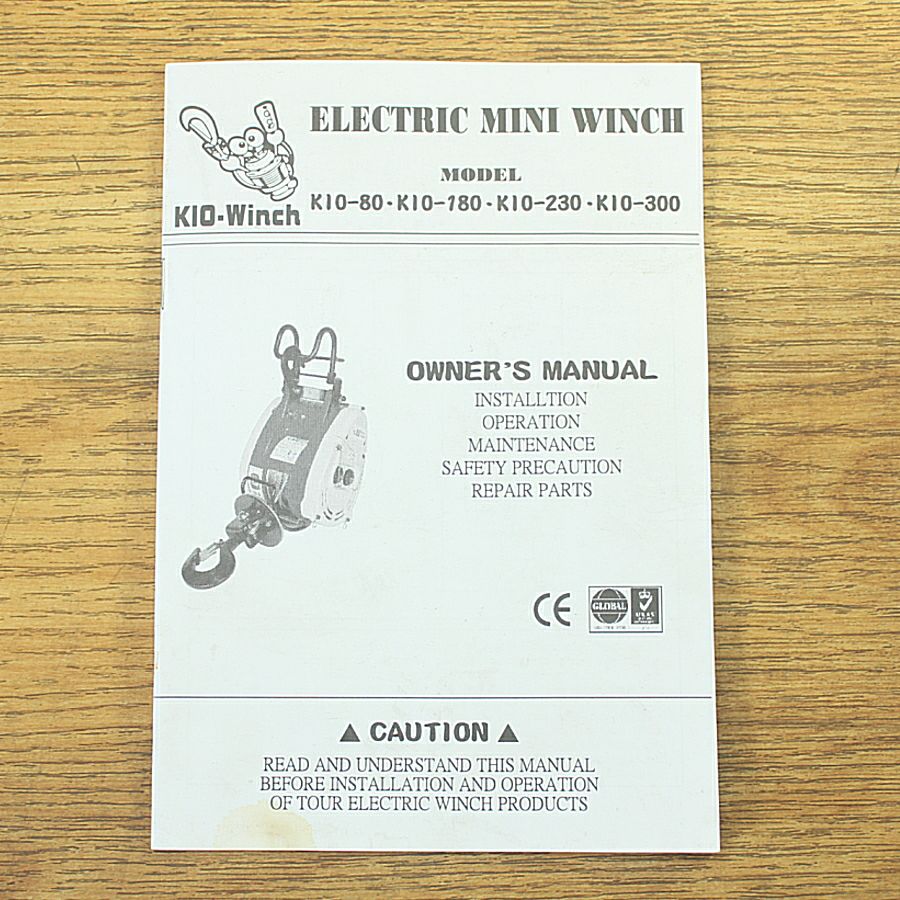 ELECTRIC MINI WINCH
MODEL
KIO-80·KIO-180·KIO-230·KIO-300
KIO-Winch
OWNER'S MANUAL
INSTALLTION
OPERATION
MAINTENANCE
SAFETY PRECAUTION
REPAIR PARTS
CE
GLOBAL
UKAS
▲ CAUTION ▲
READ AND UNDERSTAND THIS MANUAL
BEFORE INSTALLATION AND OPERATION
OF TOUR ELECTRIC WINCH PRODUCTS